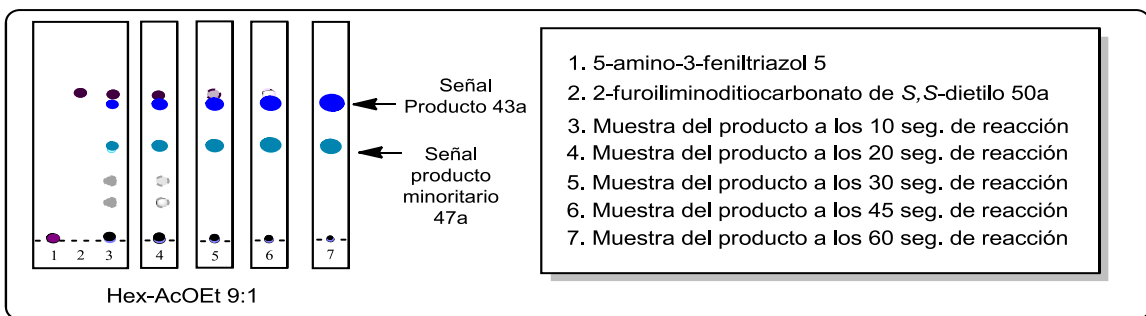 1 2 3 4 5 6 7
Hex-AcOEt 9:1
Señal
Producto 43a
Señal
producto
minoritario
47a
1. 5-amino-3-feniltriazol 5
2. 2-furoiliminoditiocarbonato de S,S-dietilo 50a
3. Muestra del producto a los 10 seg. de reacción
4. Muestra del producto a los 20 seg. de reacción
5. Muestra del producto a los 30 seg. de reacción
6. Muestra del producto a los 45 seg. de reacción
7. Muestra del producto a los 60 seg. de reacción